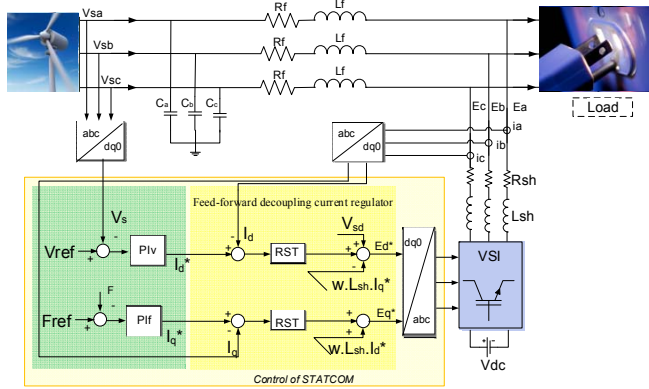 Vsa
Rf
Lf
Vsb
Rf
Lf
Vsc
Rf
Lf
Ca
Cb
Cc
Ec
Eb
Ea
Load
abc
dq0
abc
dq0
ia
ib
ic
Rsh
Lsh
Feed-forward decoupling current regulator
Vs
-
Id
Vsd
VSI
Vref
+
-
PIv
Id*
-
+
RST
+
+
-
Ed*
dq0
w.Lsh.Iq*
F
Fref
+
-
PIf
Iq*
+
-
Iq
RST
+
+
Eq*
w.Lsh.Id*
abc
+
-
Vdc
Control of STATCOM